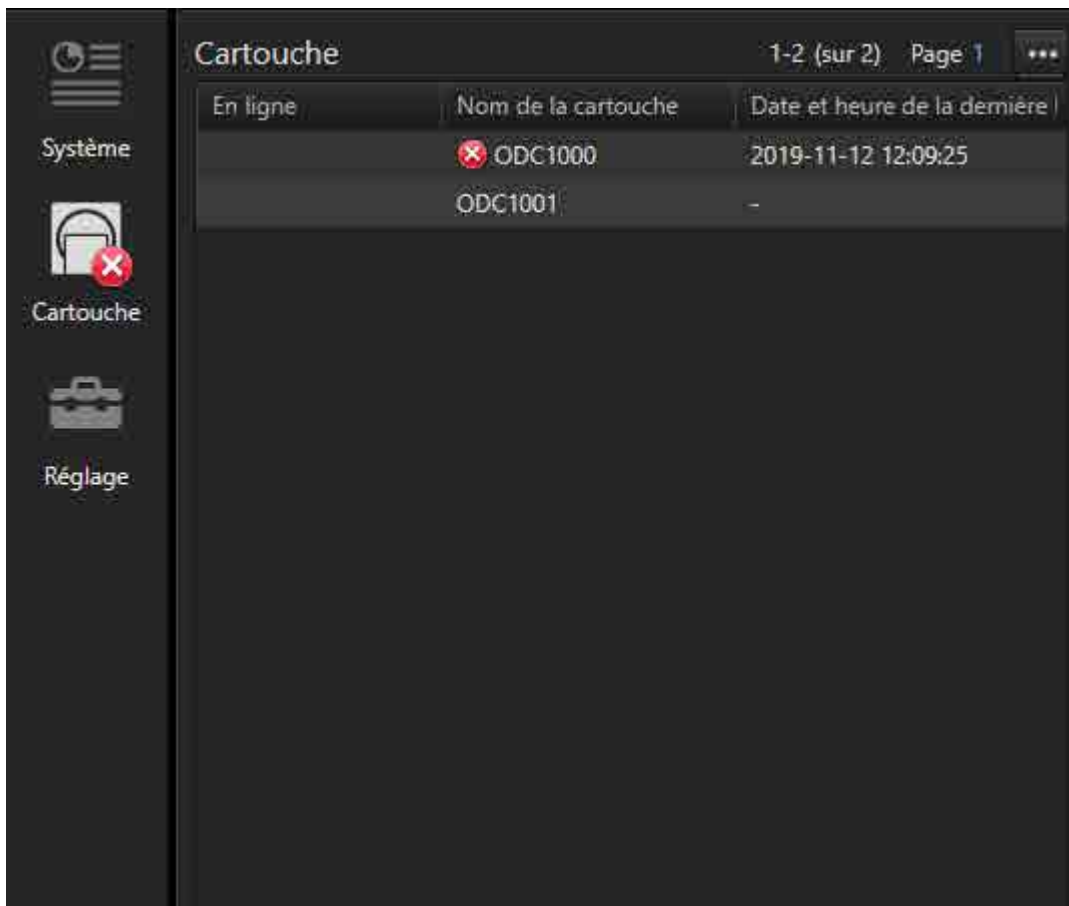 Système
Cartouche
Réglage
Cartouche 1-2 (sur 2) Page 1
En ligne Nom de la cartouche Date et heure de la dernière
ODC1000 2019-11-12 12:09:25
ODC1001 -